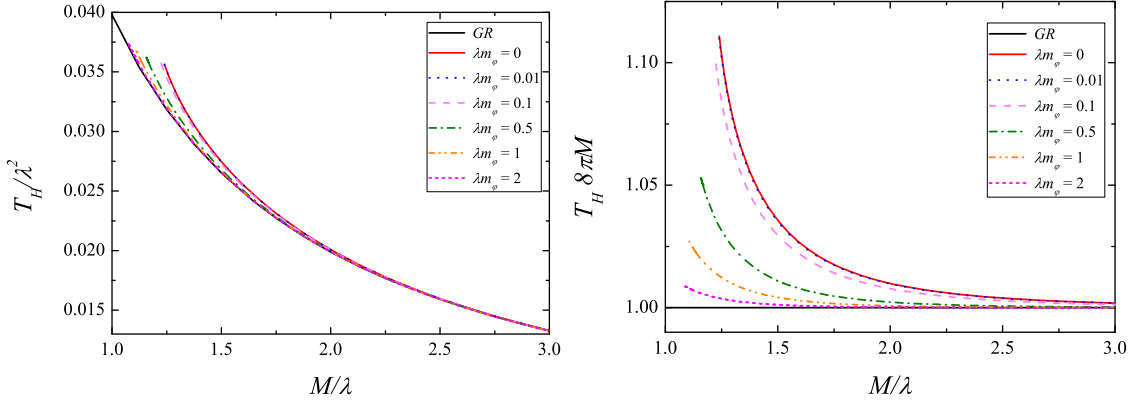 0.040
0.035
0.030
0.025
0.020
0.015
T_H/λ²
1.0
1.5
2.0
2.5
3.0
M/λ
GR
λm_φ = 0
λm_φ = 0.01
λm_φ = 0.1
λm_φ = 0.5
λm_φ = 1
λm_φ = 2
1.10
1.05
1.00
T_H 8πM
1.0
1.5
2.0
2.5
3.0
M/λ
GR
λm_φ = 0
λm_φ = 0.01
λm_φ = 0.1
λm_φ = 0.5
λm_φ = 1
λm_φ = 2